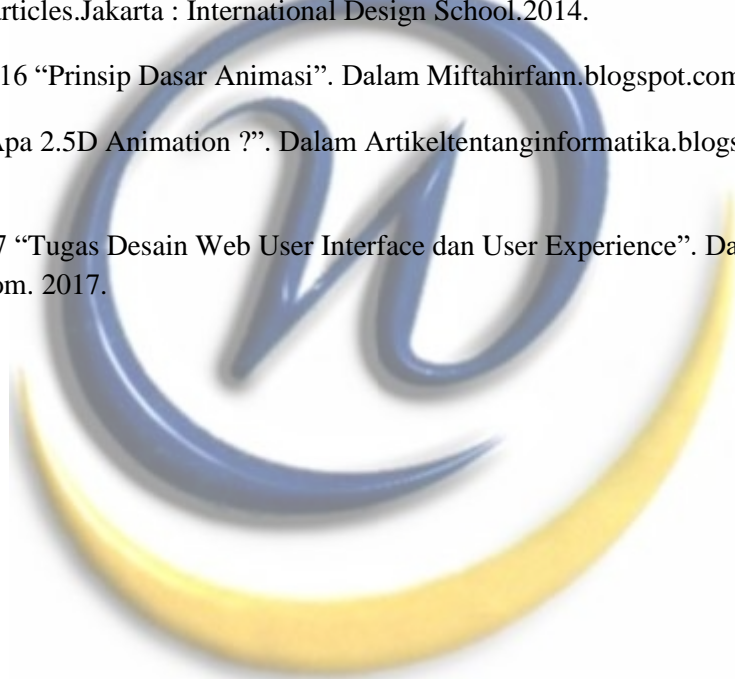 articles.Jakarta : International Design School.2014.
16 “Prinsip Dasar Animasi”. Dalam Miftahirfann.blogspot.com
Apa 2.5D Animation ?”. Dalam Artikeltentanginformatika.blogs
7 “Tugas Desain Web User Interface dan User Experience”. Da
om. 2017.